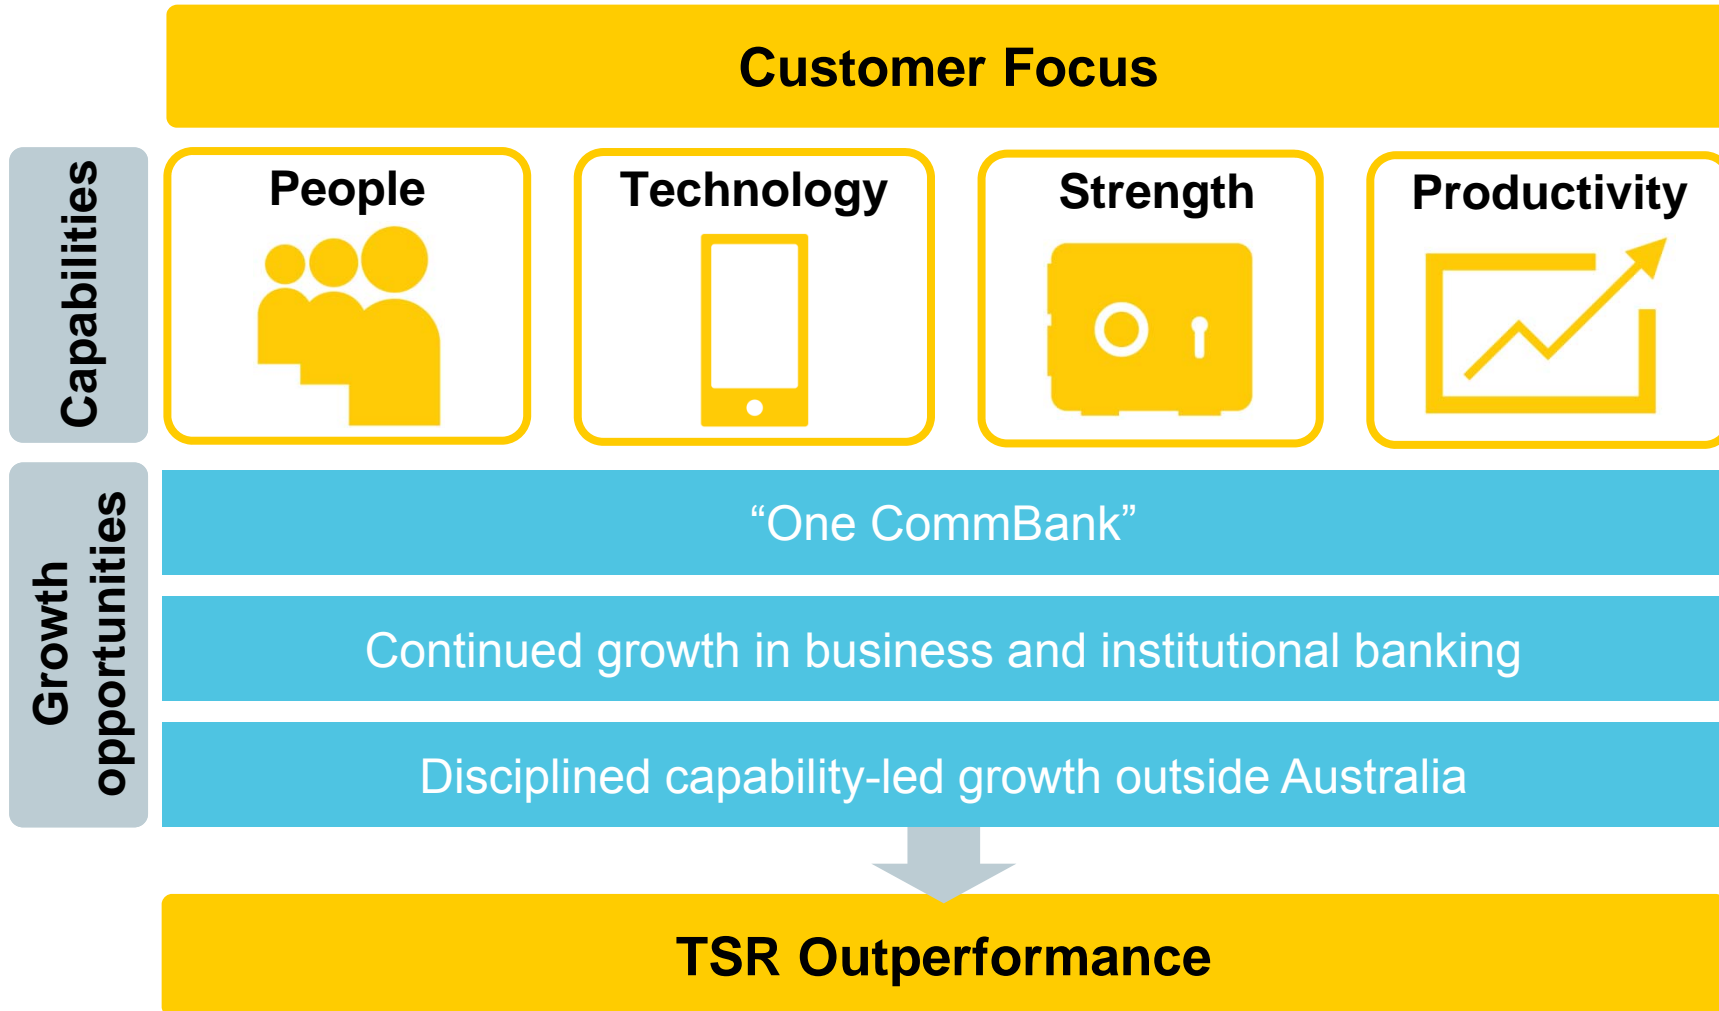 Customer Focus
Capabilities
People
Technology
Strength
Productivity
Growth
opportunities
“One CommBank”
Continued growth in business and institutional banking
Disciplined capability-led growth outside Australia
TSR Outperformance